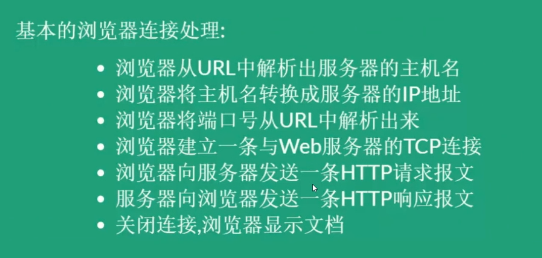 基本的浏览器连接处理:
• 浏览器从URL中解析出服务器的主机名
• 浏览器将主机名转换成服务器的IP地址
• 浏览器将端口号从URL中解析出来
• 浏览器建立一条与Web服务器的TCP连接
• 浏览器向服务器发送一条HTTP请求报文
• 服务器向浏览器发送一条HTTP响应报文
• 关闭连接,浏览器显示文档